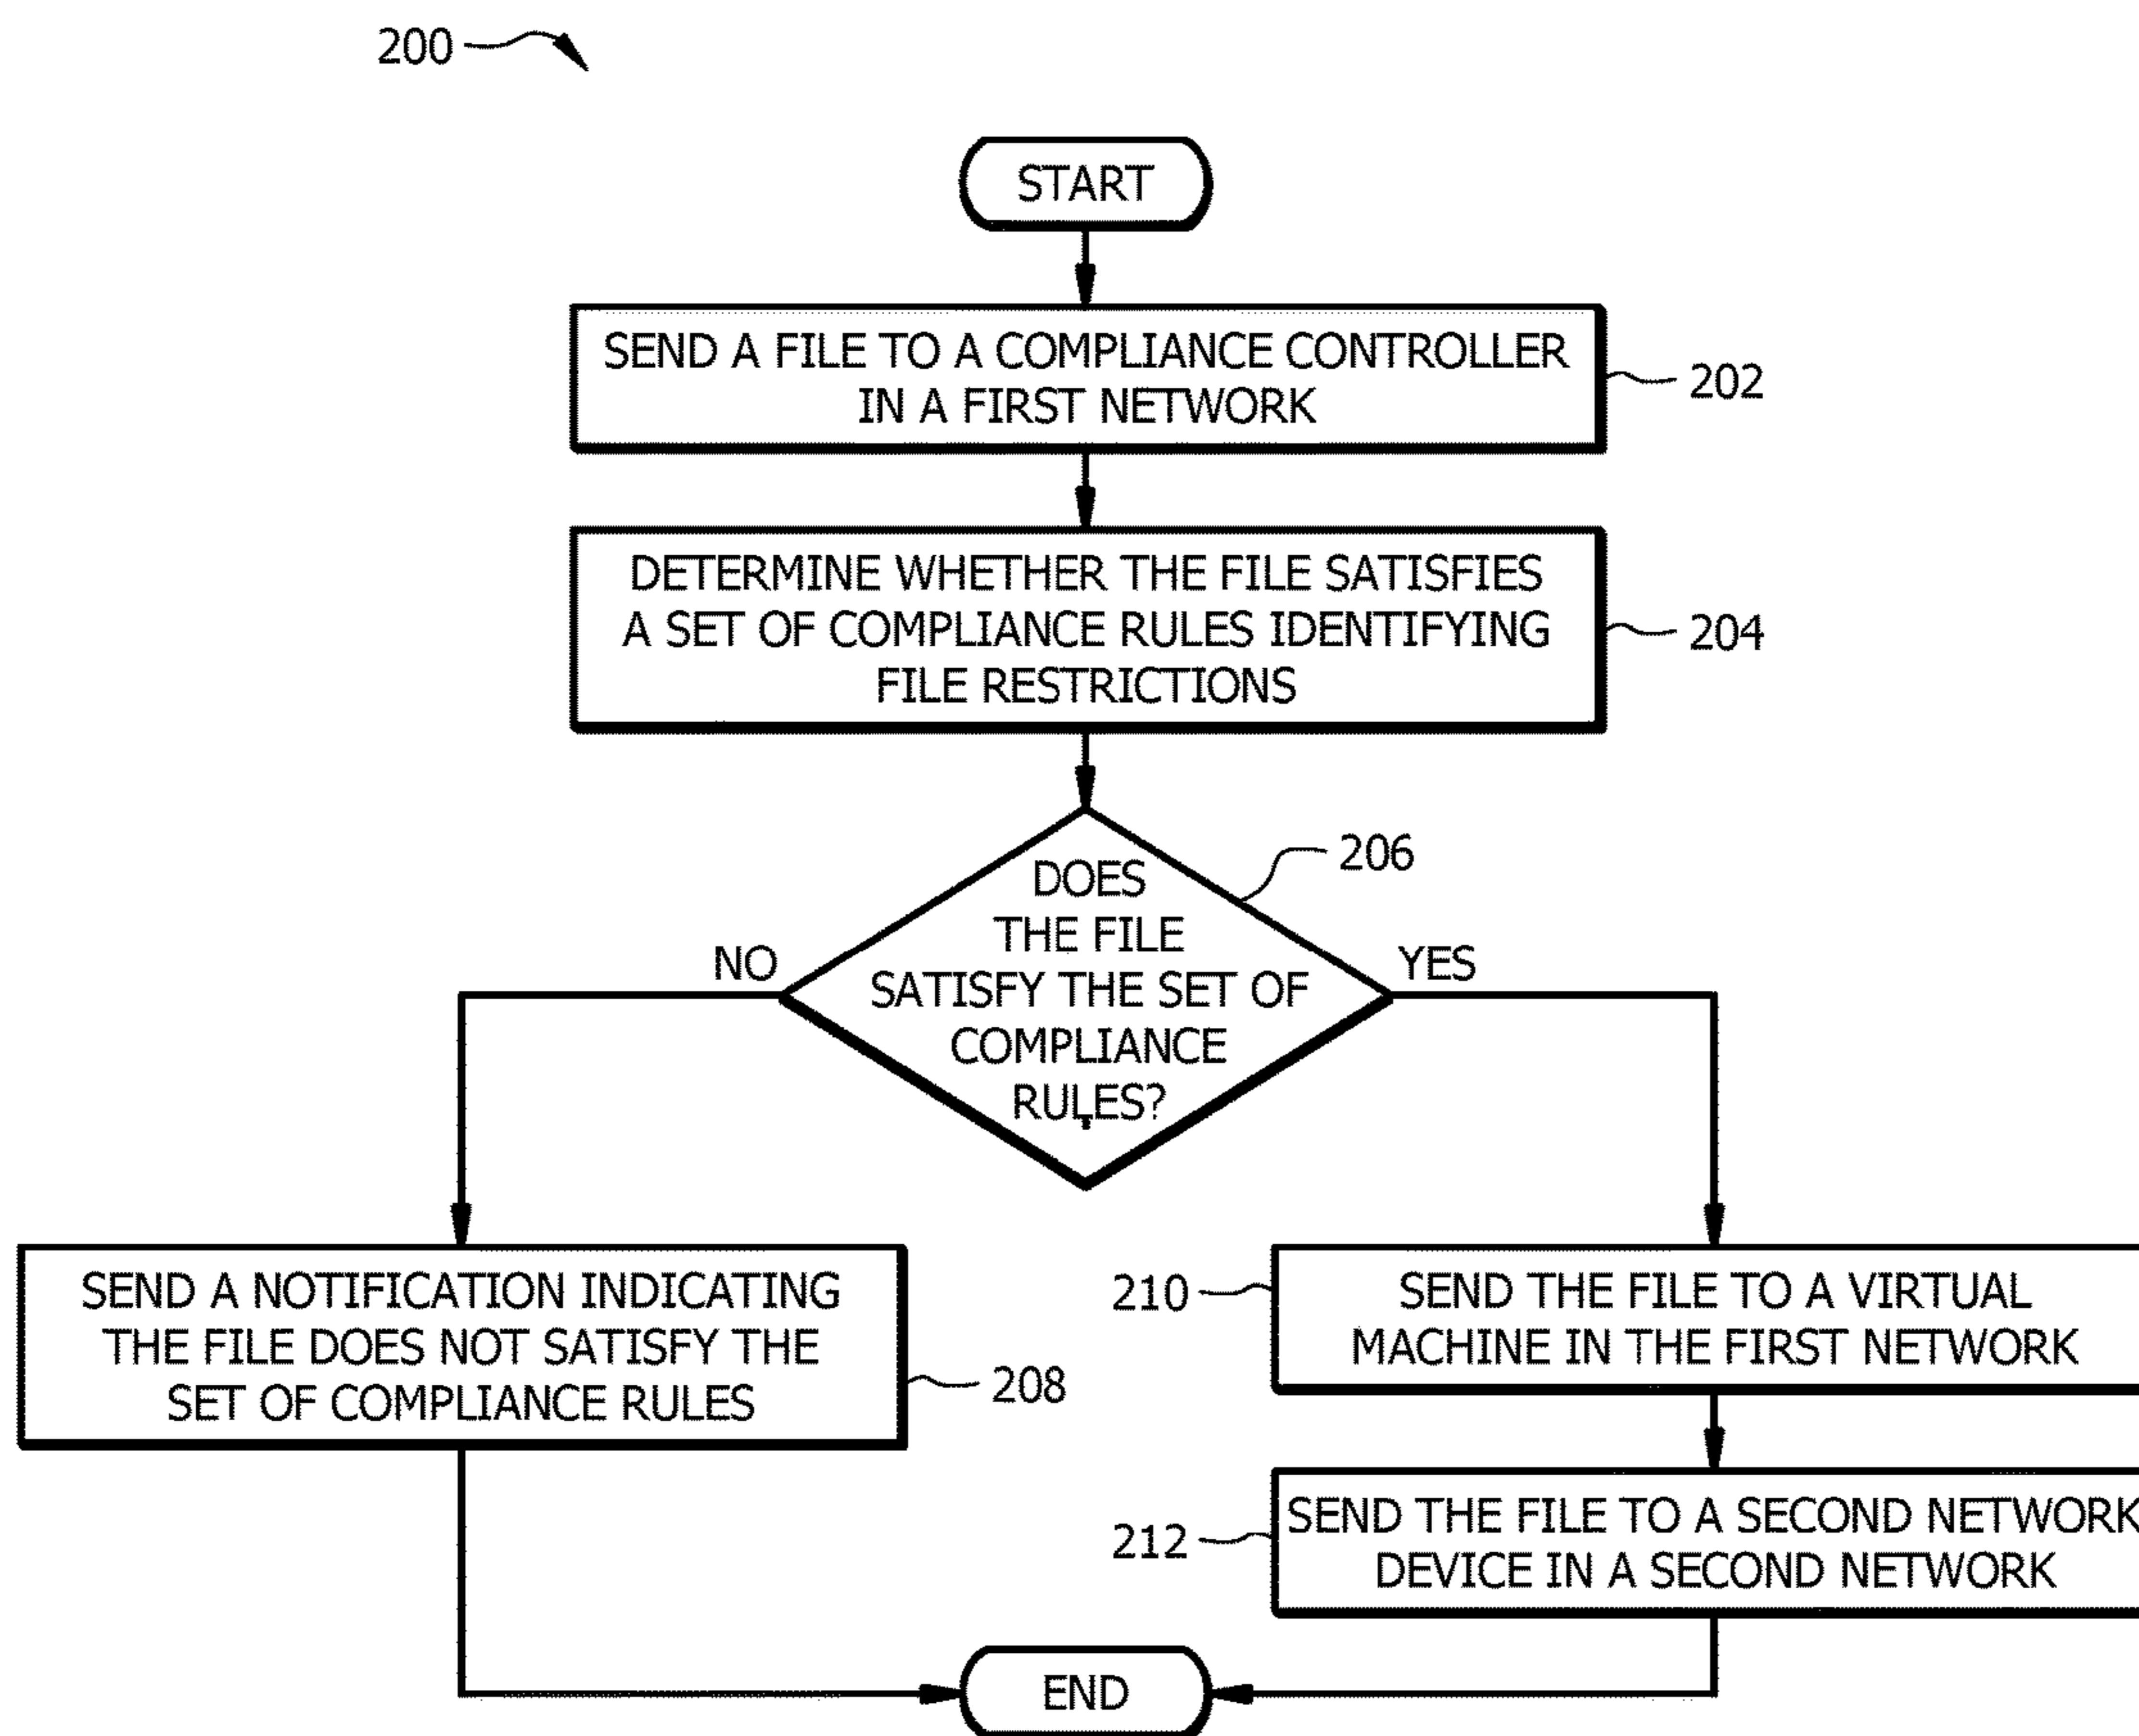 200
START
SEND A FILE TO A COMPLIANCE CONTROLLER
IN A FIRST NETWORK
202
DETERMINE WHETHER THE FILE SATISFIES
A SET OF COMPLIANCE RULES IDENTIFYING
FILE RESTRICTIONS
204
206
DOES
THE FILE
SATISFY THE SET OF
COMPLIANCE
RULES?
NO
YES
SEND A NOTIFICATION INDICATING
THE FILE DOES NOT SATISFY THE
SET OF COMPLIANCE RULES
208
210
SEND THE FILE TO A VIRTUAL
MACHINE IN THE FIRST NETWORK
212
SEND THE FILE TO A SECOND NETWORK
DEVICE IN A SECOND NETWORK
END